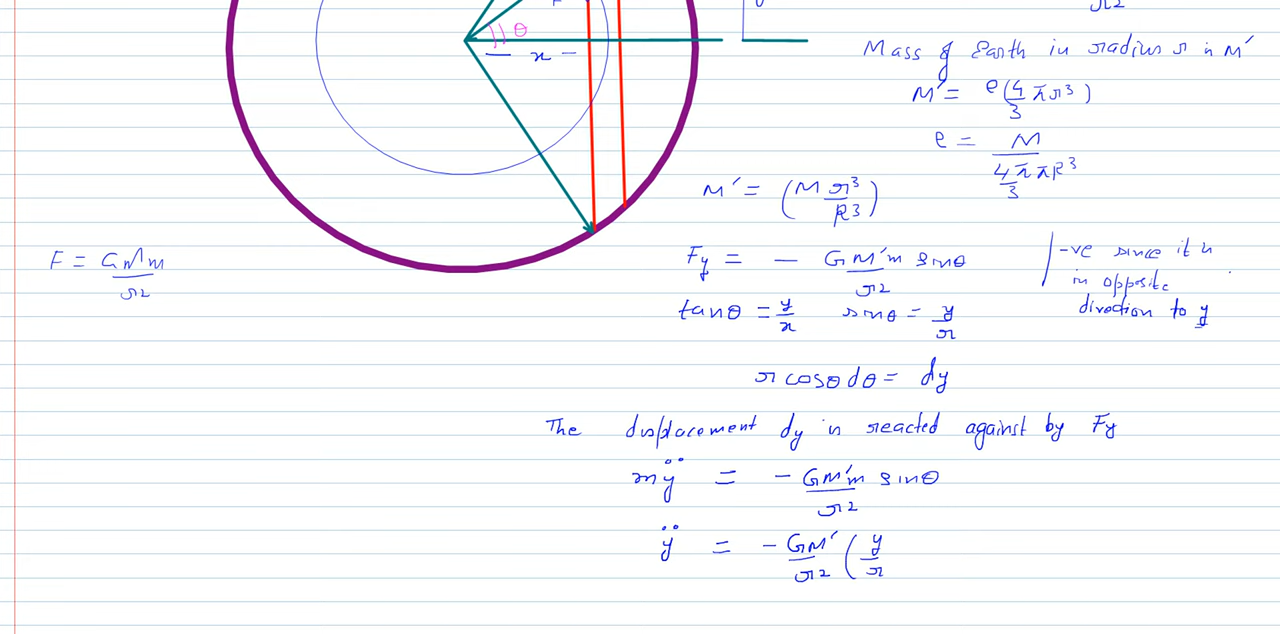 θ
x
r2
Mass of Earth in radius r is M'
M' = ρ(4/3 πr3)
ρ = M / 4/3 π πR3
M' = (M r3/R3)
F = GM'm / r2
Fy = - GM'm / r2 sinθ
-ve since it is
in opposite
direction to y
tanθ = y/x sinθ = y/r
r cosθ dθ = dy
The displacement dy is reacted against by Fy
mÿ = - GM'm / r2 sinθ
ÿ = - GM' / r2 (y/r